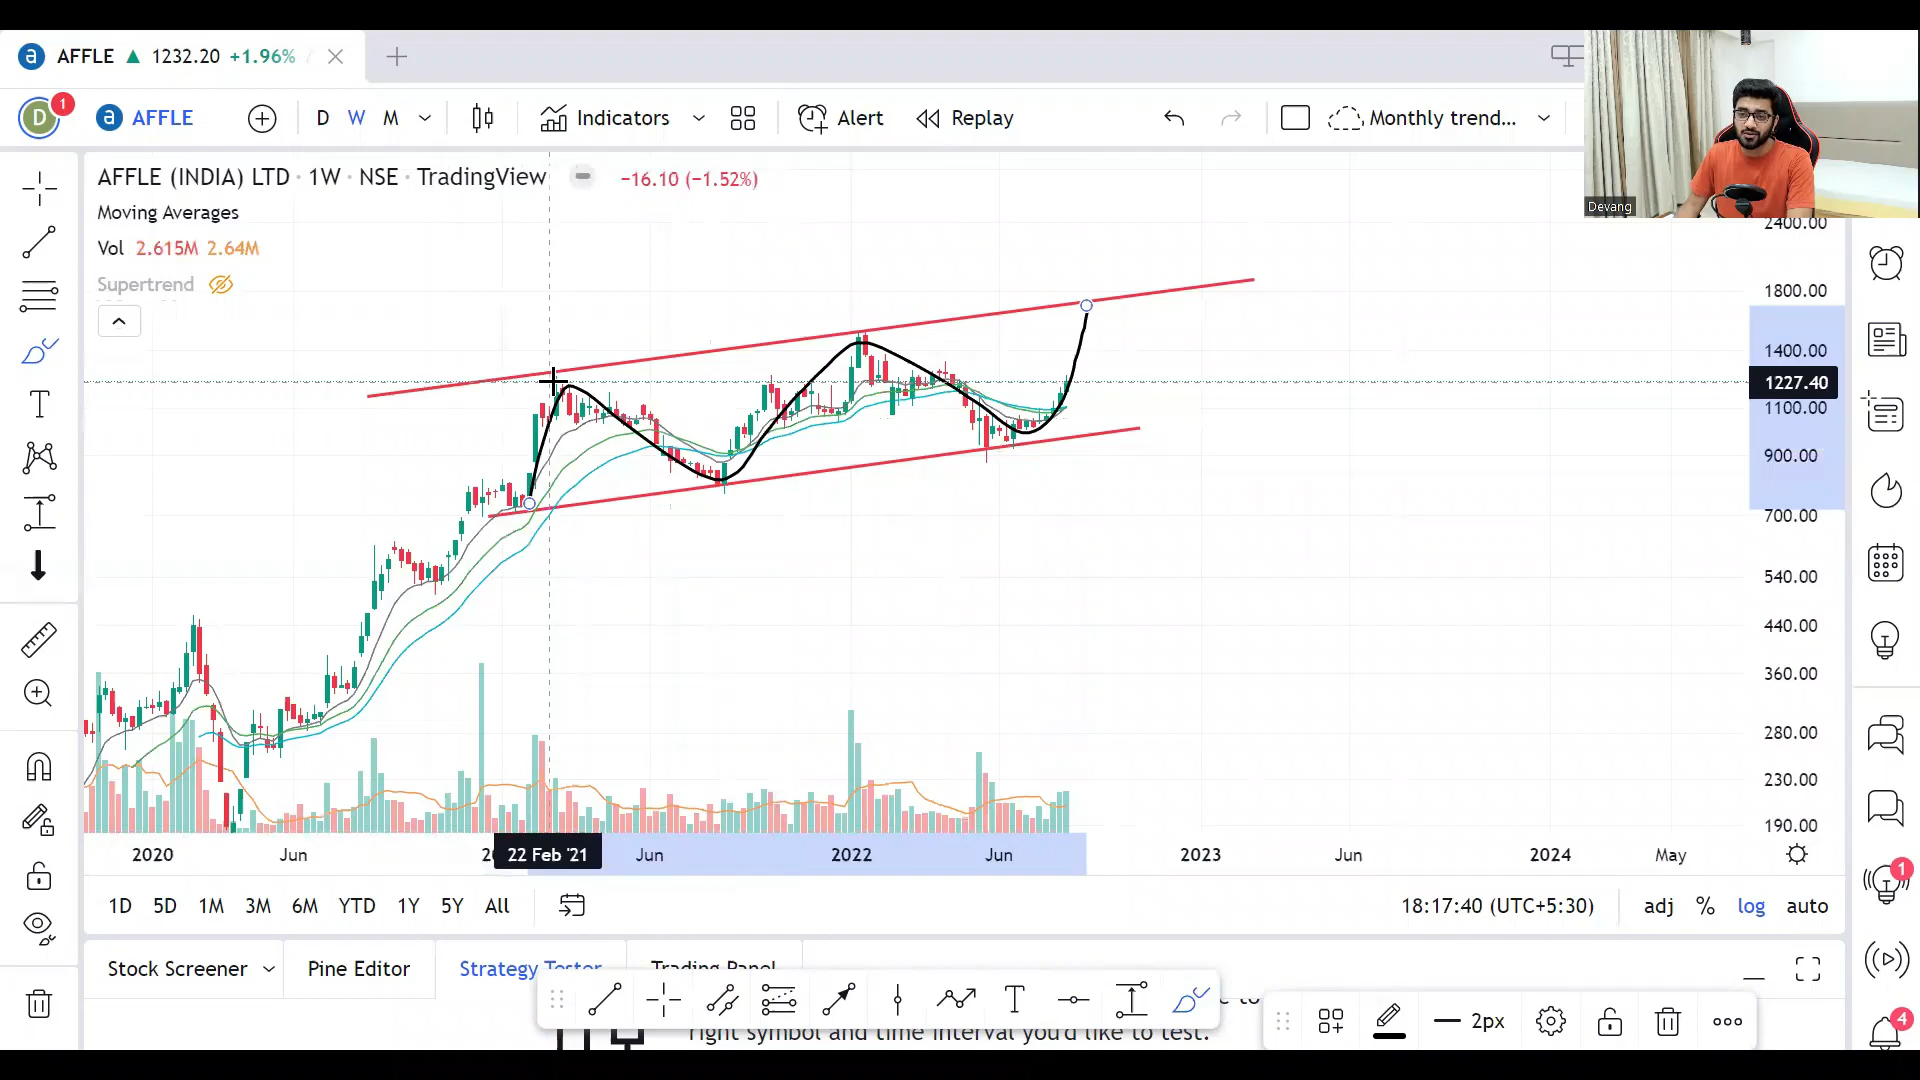 AFFLE ▲ 1232.20 +1.96%
D 1 AFFLE D W M Indicators Alert Replay Monthly trend...
Devang
AFFLE (INDIA) LTD · 1W · NSE · TradingView −16.10 (−1.52%)
Moving Averages
Vol 2.615M 2.64M
Supertrend
2400.00
1800.00
1400.00
1227.40
1100.00
900.00
700.00
540.00
440.00
360.00
280.00
230.00
190.00
2020 Jun 22 Feb '21 Jun 2022 Jun 2023 Jun 2024 May
1
1D 5D 1M 3M 6M YTD 1Y 5Y All 18:17:40 (UTC+5:30) adj % log auto
Stock Screener Pine Editor Strategy Tester Trading Panel
T
2px
4
right symbol and time interval you'd like to test.